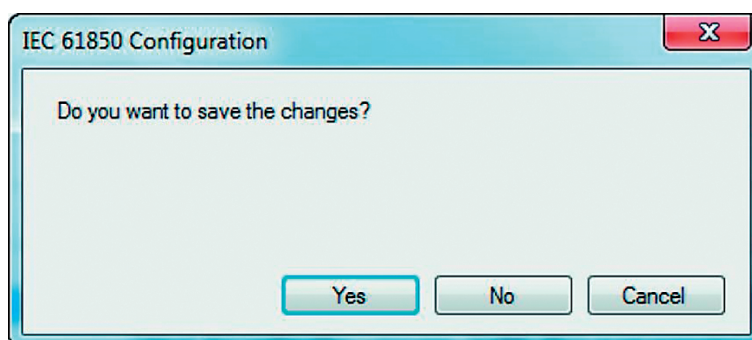 IEC 61850 Configuration
Do you want to save the changes?
Yes No Cancel